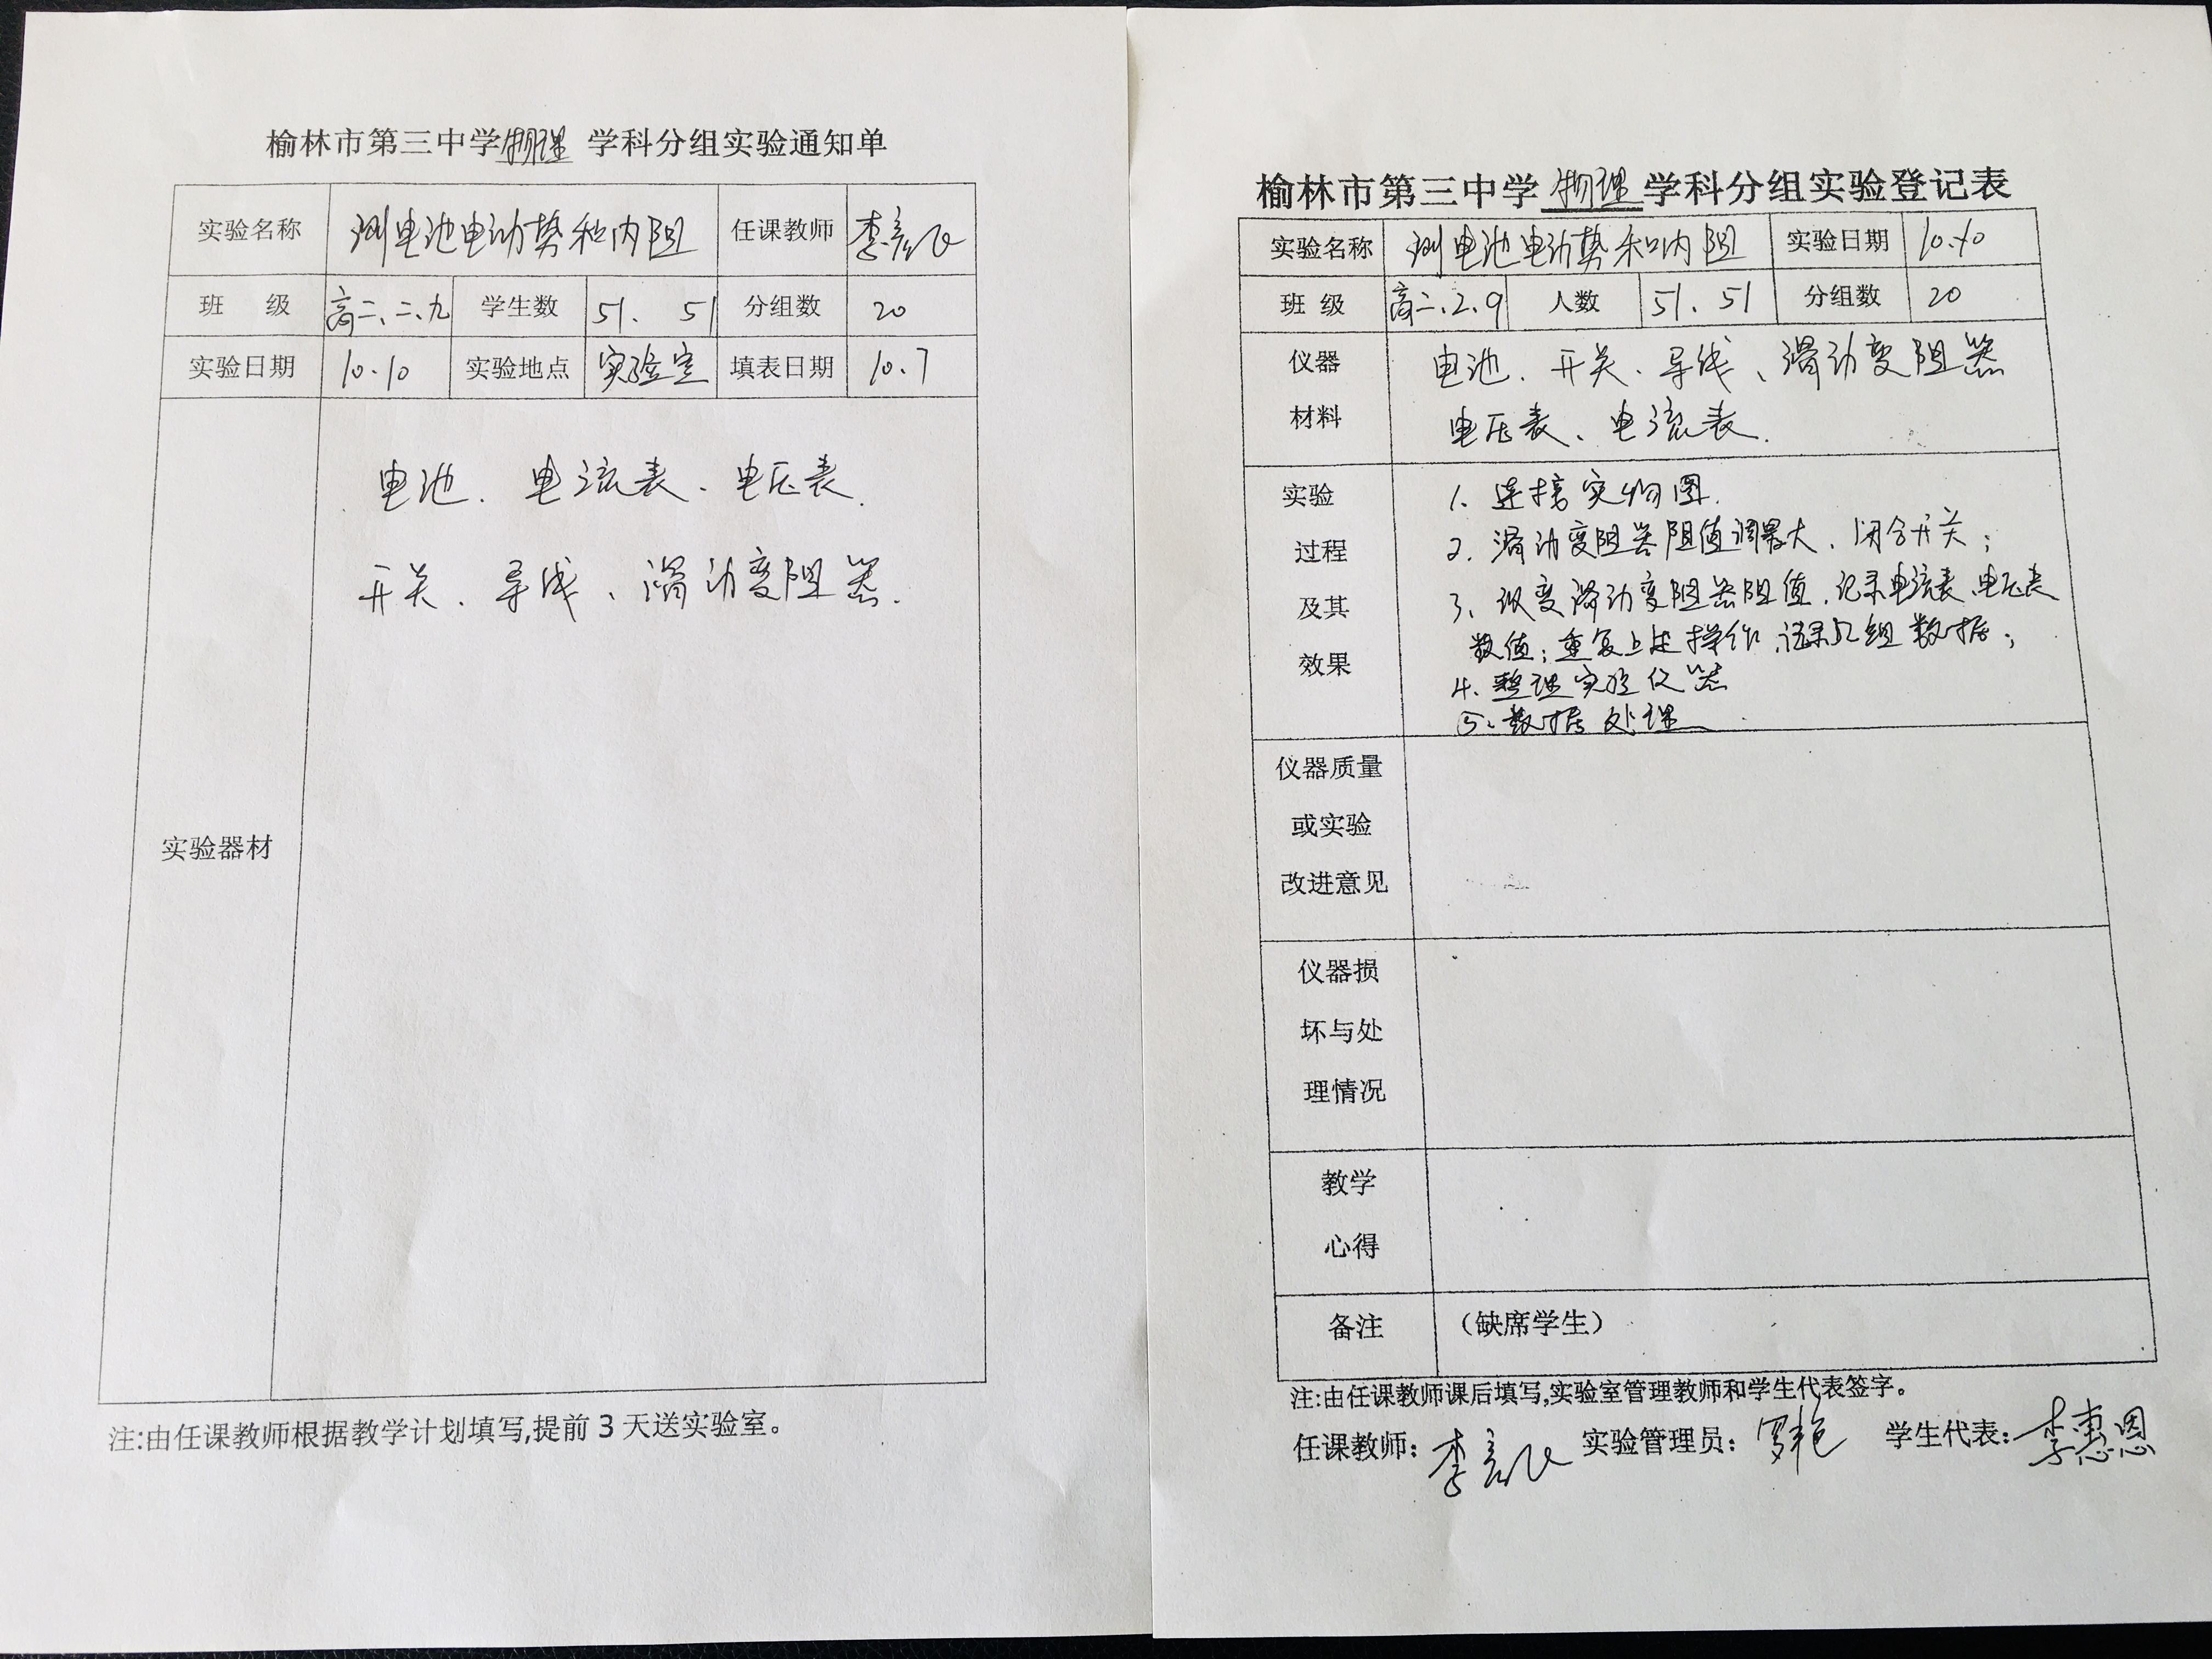 榆林市第三中学物理 学科分组实验通知单
实验名称 测电池电动势和内阻 任课教师 李
班 级 高二、二、九 学生数 51、51 分组数 20
实验日期 10.10 实验地点 实验室 填表日期 10.7
电池、电流表、电压表.
开关、导线、滑动变阻器.
实验器材
注:由任课教师根据教学计划填写,提前3天送实验室。
榆林市第三中学物理学科分组实验登记表
实验名称 测电池电动势和内阻 实验日期 10.10
班 级 高二、2、9 人数 51、51 分组数 20
仪器 电池、开关、导线、滑动变阻器
材料 电压表、电流表.
实验 1、连接实物图.
过程 2、滑动变阻器阻值调最大、闭合开关;
及其 3、改变滑动变阻器阻值,记录电流表、电压表
数值;重复上述操作,记录几组数据;
效果 4、整理实验仪器
5、数据处理
仪器质量
或实验
改进意见
仪器损
坏与处
理情况
教学
心得
备注 (缺席学生)
注:由任课教师课后填写,实验室管理教师和学生代表签字。
任课教师: 李 实验管理员: 罗艳 学生代表: 李惠恩